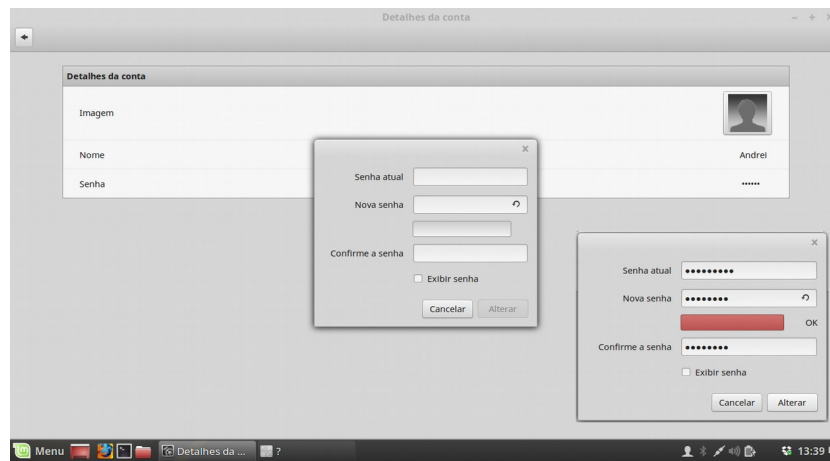 Detalhes da conta
Detalhes da conta
Imagem
Nome Andrei
Senha ••••••
Senha atual
Nova senha
Confirme a senha
Exibir senha
Cancelar Alterar
Senha atual •••••••••
Nova senha ••••••••
OK
Confirme a senha ••••••••
Exibir senha
Cancelar Alterar
Menu Detalhes da ... ? 13:39